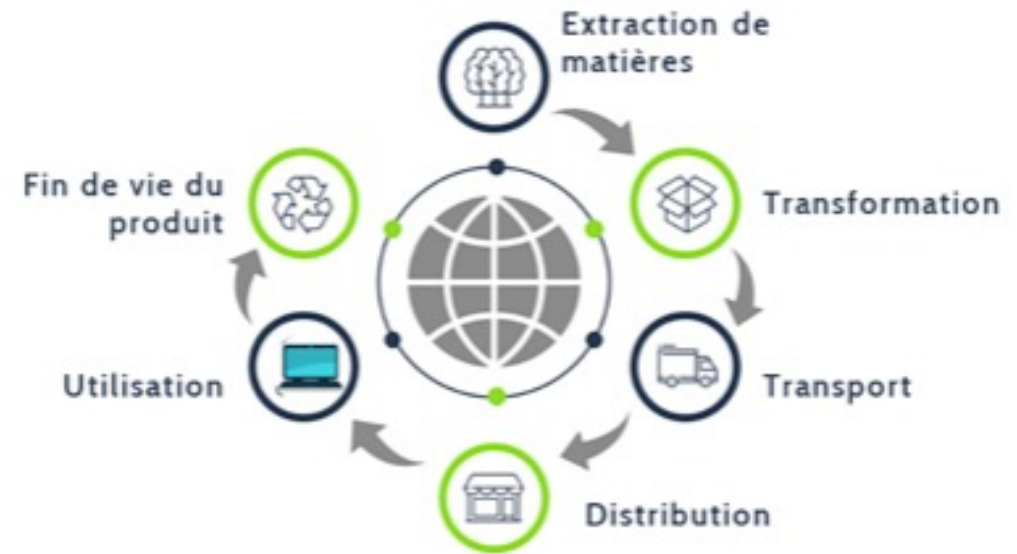 Extraction de
matières
Transformation
Transport
Distribution
Utilisation
Fin de vie du
produit